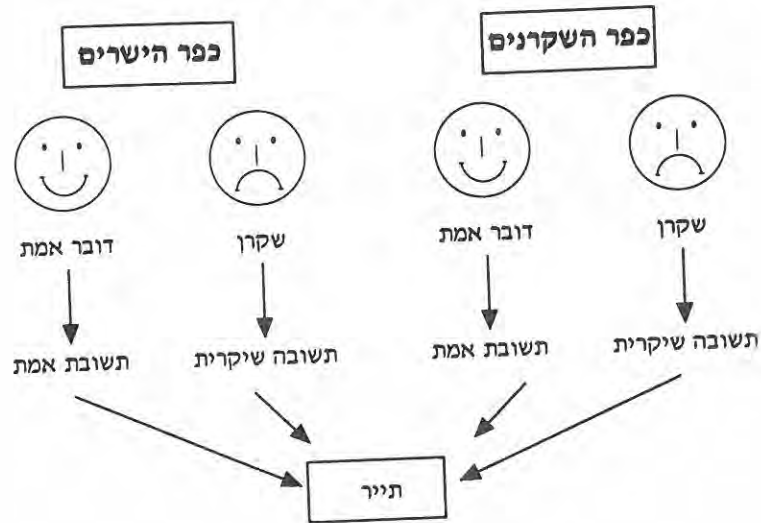 כפר השקרנים
כפר הישרים
שקרן
דובר אמת
שקרן
דובר אמת
תשובה שיקרית
תשובת אמת
תשובה שיקרית
תשובת אמת
תייר